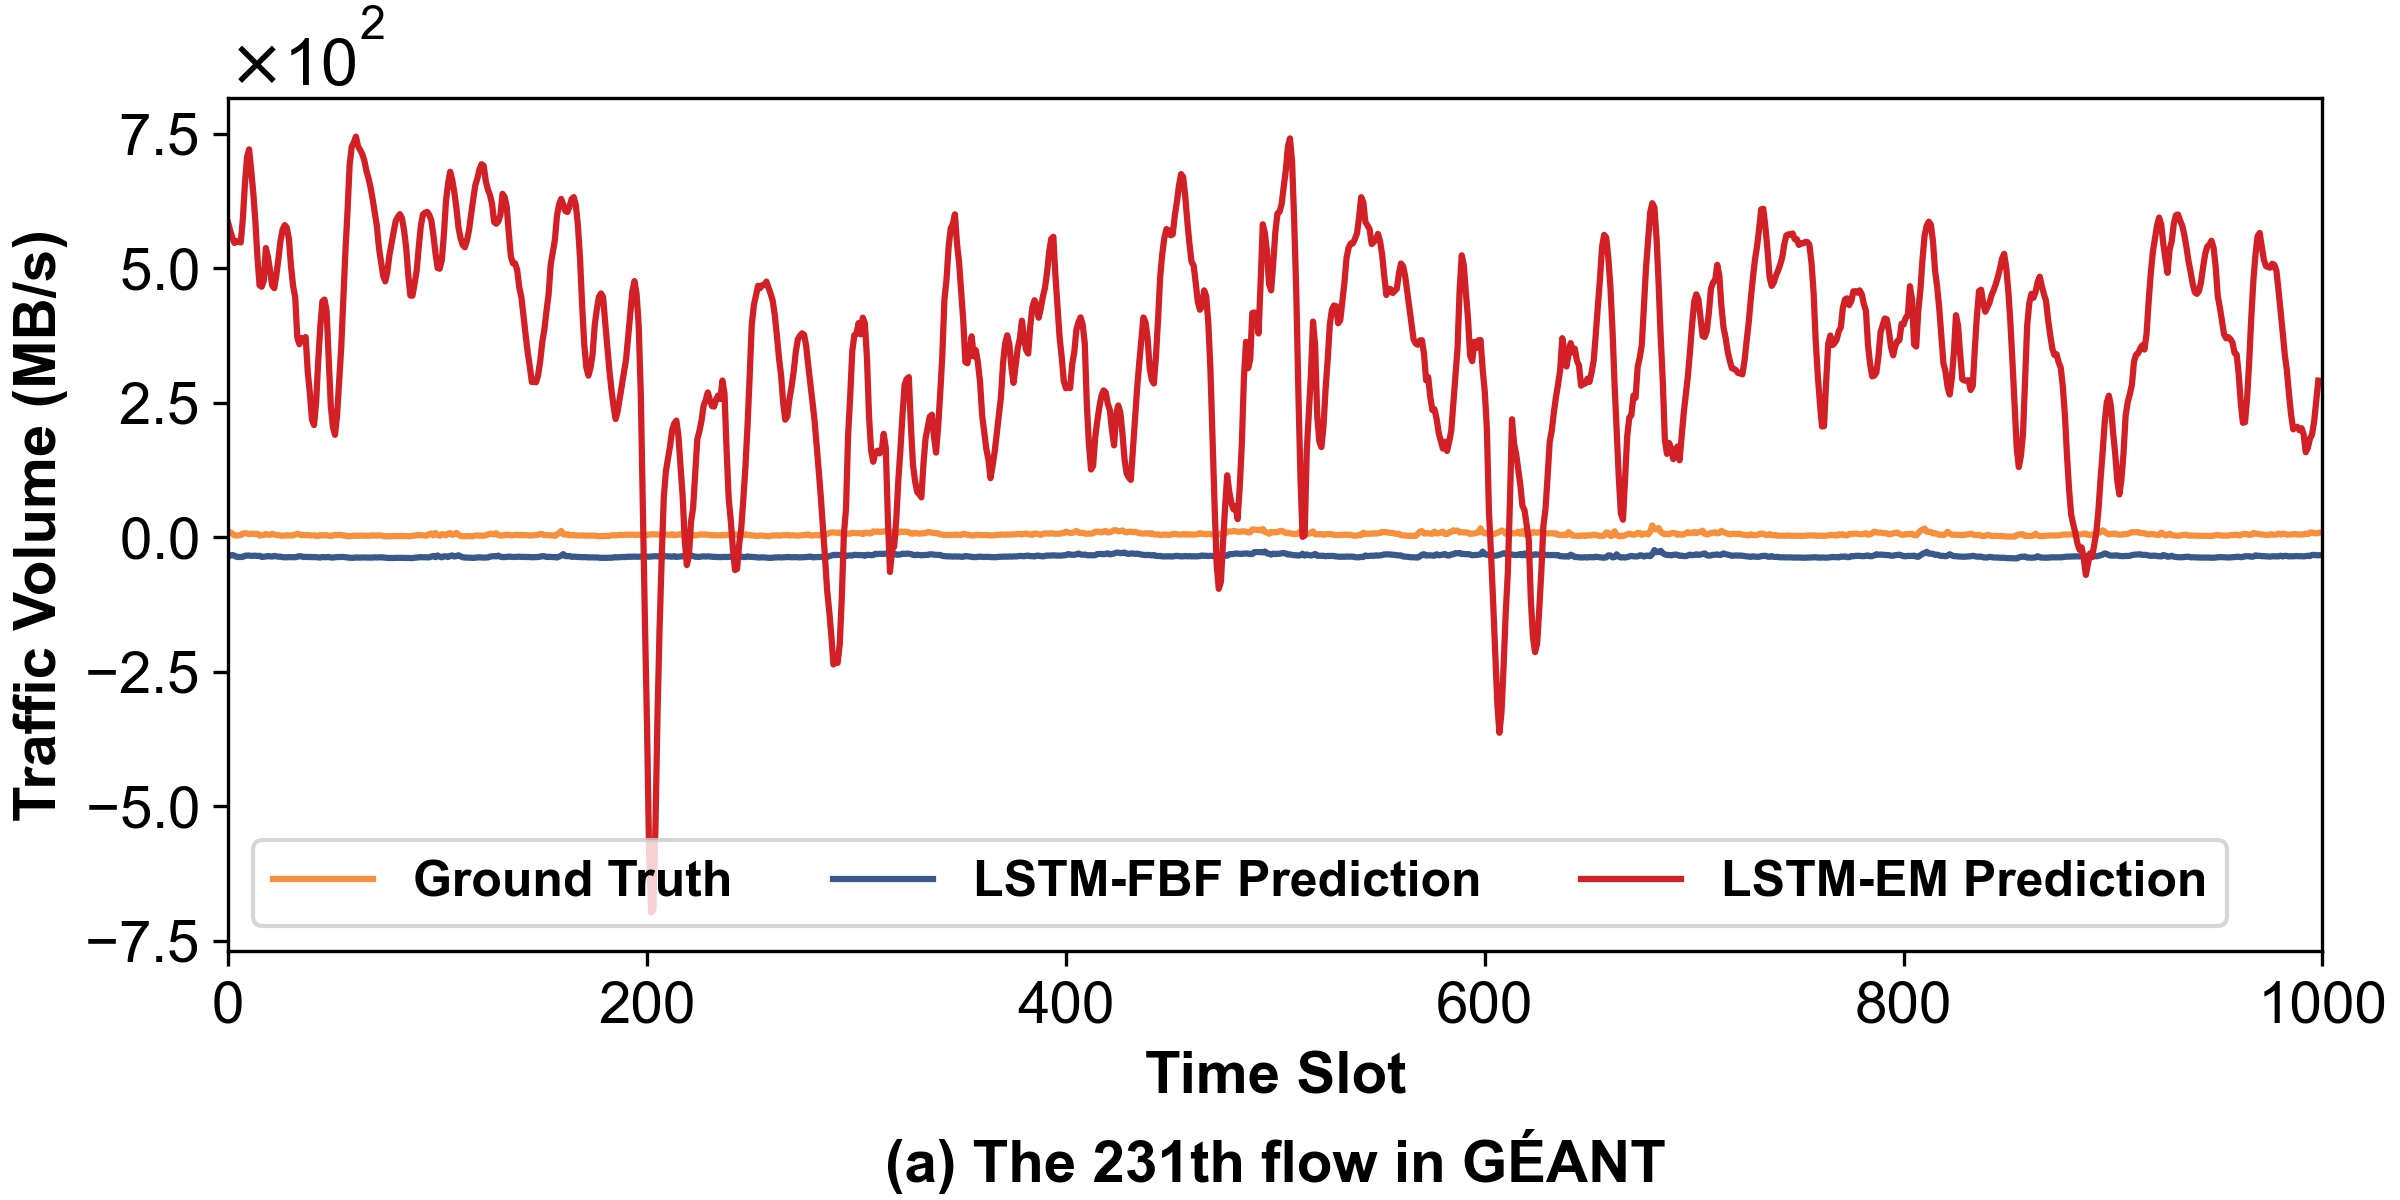 ×10²
7.5
5.0
2.5
0.0
−2.5
−5.0
−7.5
Traffic Volume (MB/s)
Ground Truth LSTM-FBF Prediction LSTM-EM Prediction
0 200 400 600 800 1000
Time Slot
(a) The 231th flow in GÉANT